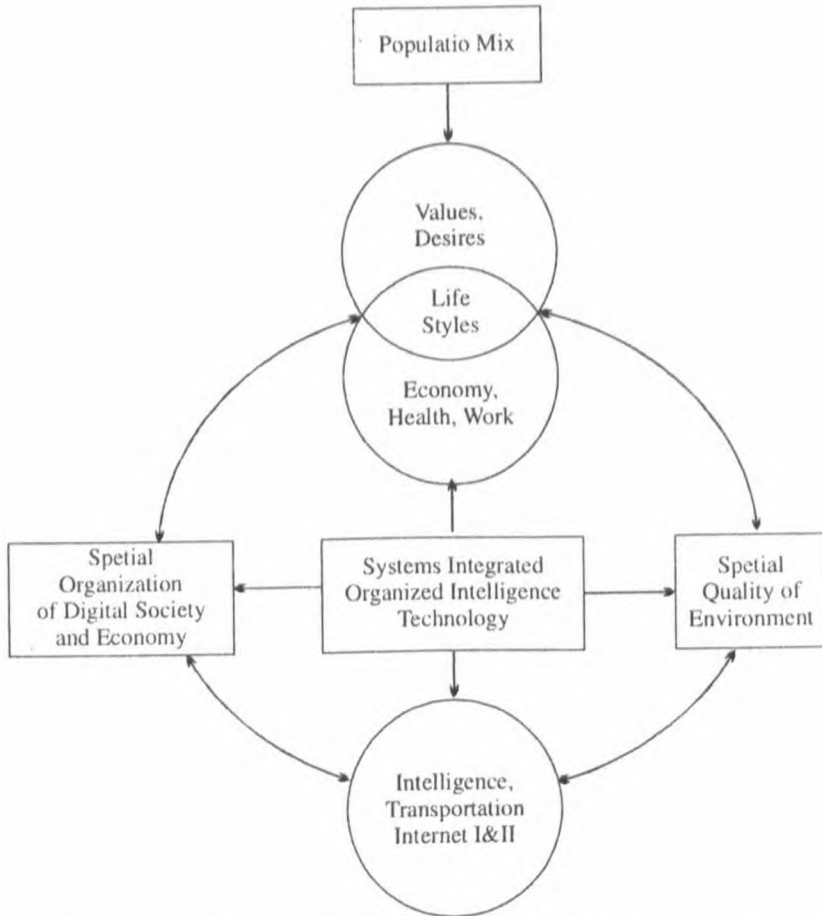 Populatio Mix
Values,
Desires
Life
Styles
Economy,
Health, Work
Spetial
Organization
of Digital Society
and Economy
Systems Integrated
Organized Intelligence
Technology
Spetial
Quality of
Environment
Intelligence,
Transportation
Internet I&II